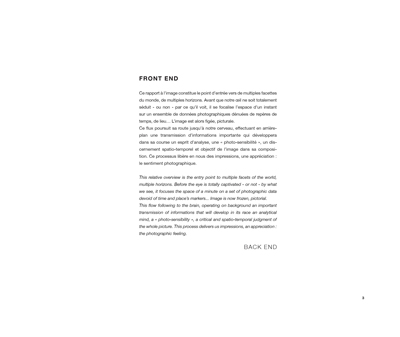 FRONT END
Ce rapport à l'image constitue le point d'entrée vers de multiples facettes
du monde, de multiples horizons. Avant que notre œil ne soit totalement
séduit - ou non - par ce qu'il voit, il se focalise l'espace d'un instant
sur un ensemble de données photographiques dénuées de repères de
temps, de lieu... L'image est alors figée, picturale.
Ce flux poursuit sa route jusqu'à notre cerveau, effectuant en arrière-
plan une transmission d'informations importante qui développera
dans sa course un esprit d'analyse, une « photo-sensibilité », un dis-
cernement spatio-temporel et objectif de l'image dans sa composi-
tion. Ce processus libère en nous des impressions, une appréciation :
le sentiment photographique.
This relative overview is the entry point to multiple facets of the world,
multiple horizons. Before the eye is totally captivated - or not - by what
we see, it focuses the space of a minute on a set of photographic data
devoid of time and place's markers... Image is now frozen, pictorial.
This flow following to the brain, operating on background an important
transmission of informations that will develop in its race an analytical
mind, a « photo-sensibility », a critical and spatio-temporal judgment of
the whole picture. This process delivers us impressions, an appreciation :
the photographic feeling.
BACK END
3